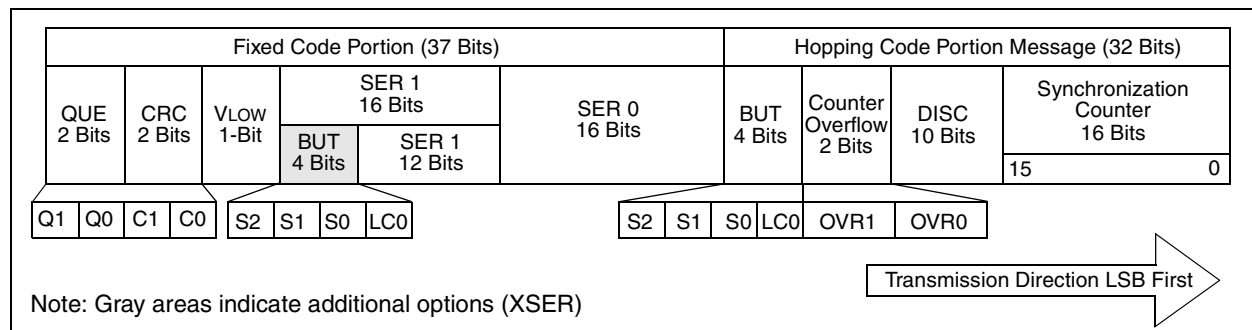 Fixed Code Portion (37 Bits)
Hopping Code Portion Message (32 Bits)
QUE
2 Bits
CRC
2 Bits
VLOW
1-Bit
SER 1
16 Bits
BUT
4 Bits
SER 1
12 Bits
SER 0
16 Bits
BUT
4 Bits
Counter
Overflow
2 Bits
DISC
10 Bits
Synchronization
Counter
16 Bits
15 0
Q1 Q0 C1 C0
S2 S1 S0 LC0
S2 S1 S0 LC0 OVR1 OVR0
Transmission Direction LSB First
Note: Gray areas indicate additional options (XSER)